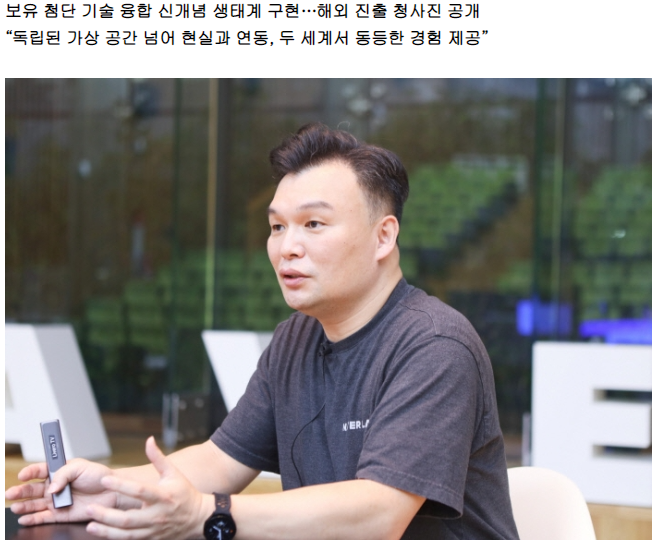 보유 첨단 기술 융합 신개념 생태계 구현…해외 진출 청사진 공개
“독립된 가상 공간 넘어 현실과 연동, 두 세계서 동등한 경험 제공”
A
V
E